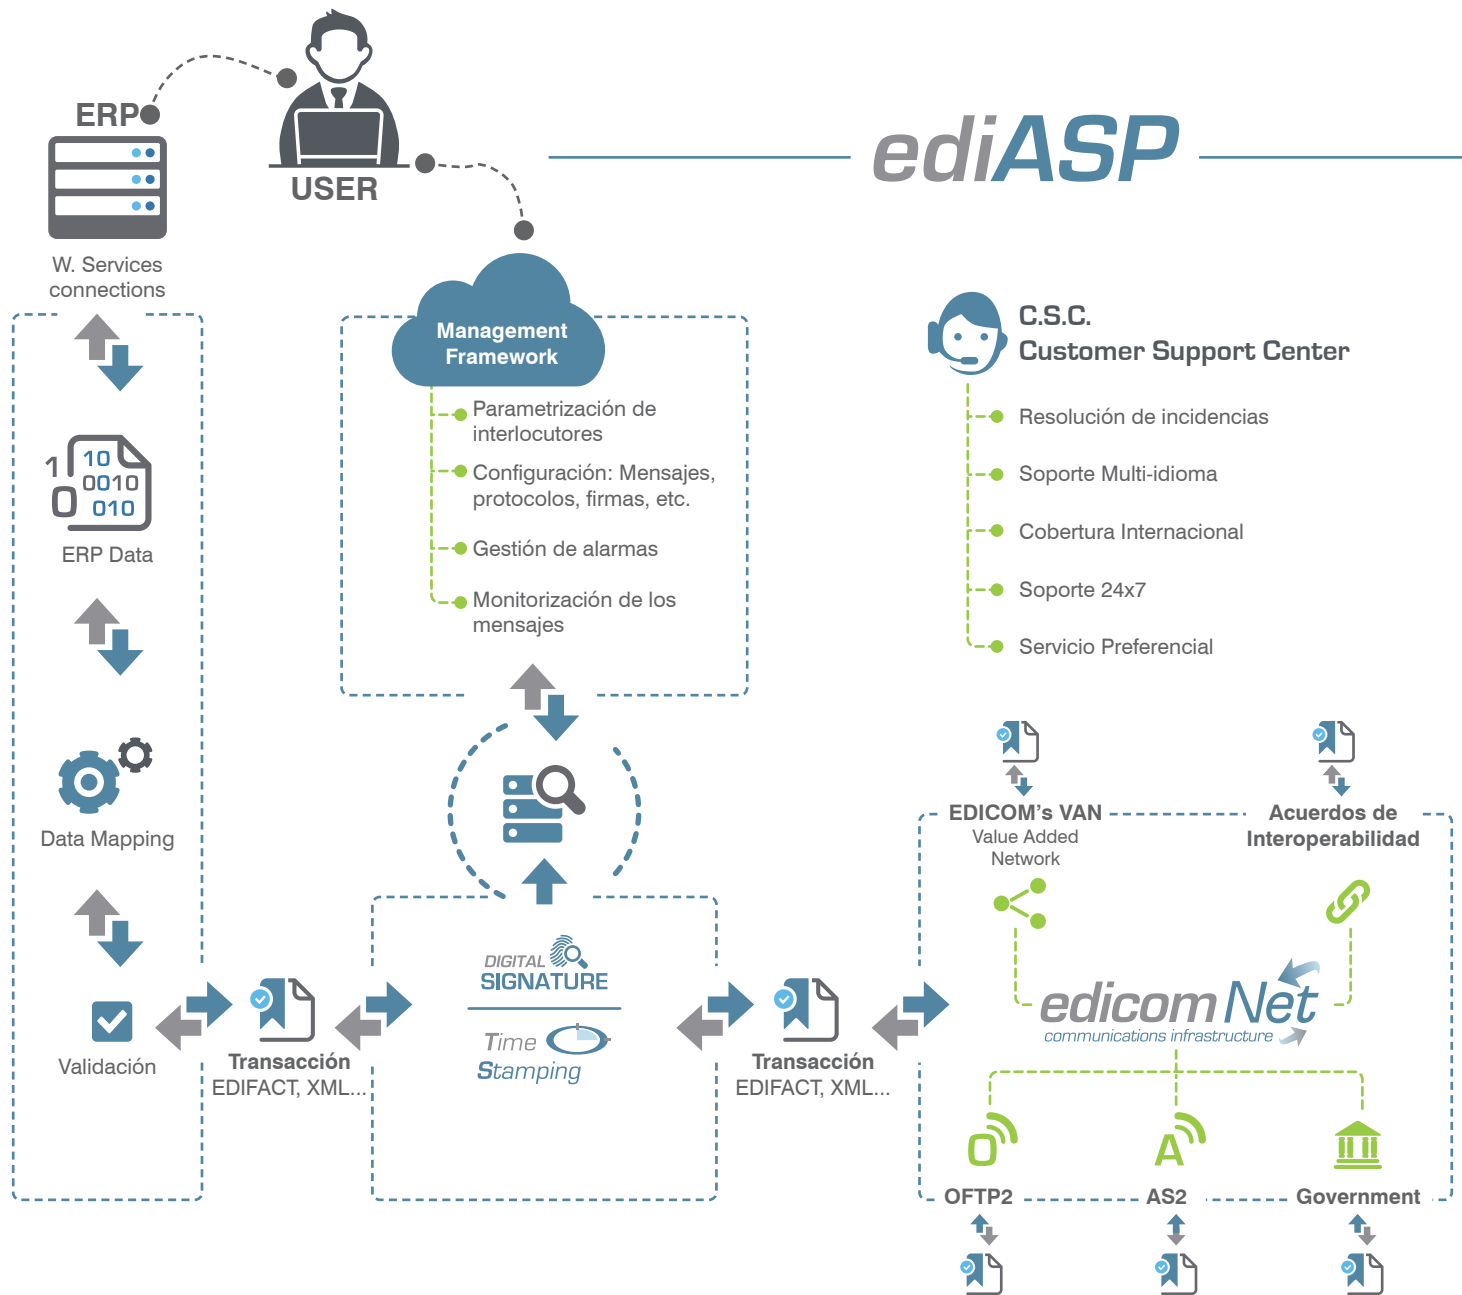 ERP
USER
ediASP
W. Services
connections
1
0
10
0010
010
ERP Data
Data Mapping
Validación
Management
Framework
Parametrización de
interlocutores
Configuración: Mensajes,
protocolos, firmas, etc.
Gestión de alarmas
Monitorización de los
mensajes
C.S.C.
Customer Support Center
Resolución de incidencias
Soporte Multi-idioma
Cobertura Internacional
Soporte 24x7
Servicio Preferencial
Transacción
EDIFACT, XML...
DIGITAL
SIGNATURE
Time
Stamping
Transacción
EDIFACT, XML...
EDICOM's VAN
Value Added
Network
Acuerdos de
Interoperabilidad
edicomNet
communications infrastructure
O
A
OFTP2
AS2
Government